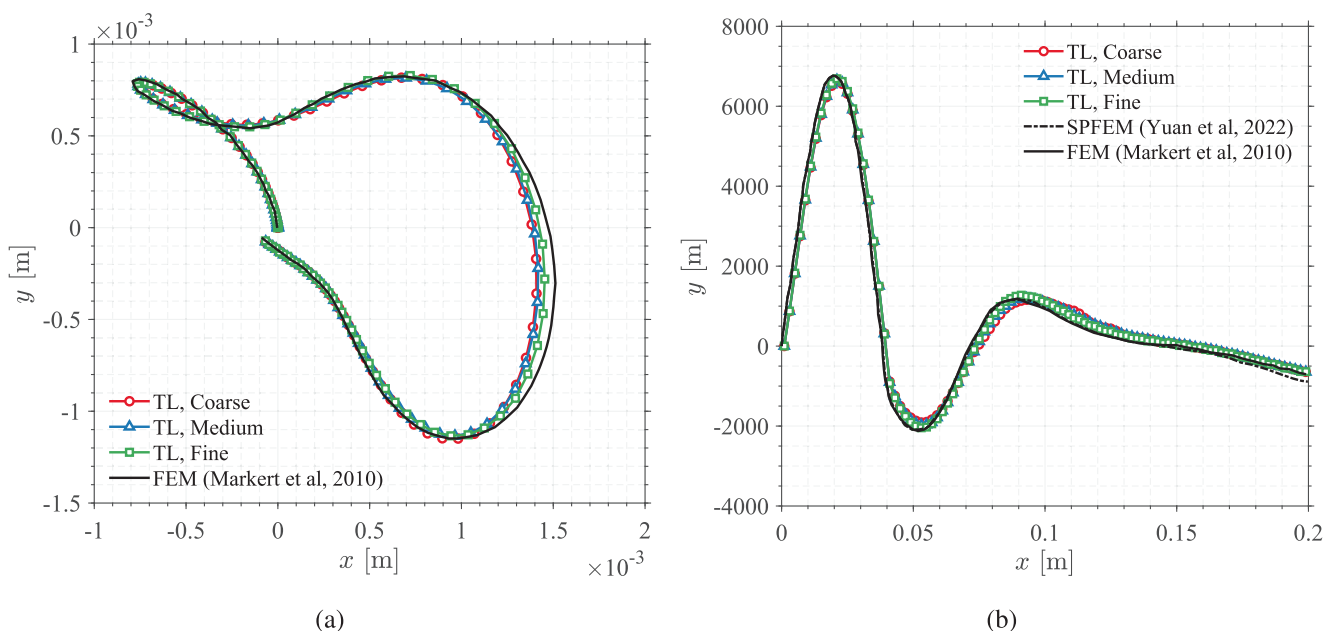 ×10⁻³
1
0.5
0
-0.5
-1
-1.5
y [m]
TL, Coarse
TL, Medium
TL, Fine
FEM (Markert et al, 2010)
-1
-0.5
0
0.5
1
1.5
2
x [m]
×10⁻³
(a)
8000
6000
4000
2000
0
-2000
-4000
y [m]
TL, Coarse
TL, Medium
TL, Fine
SPFEM (Yuan et al, 2022)
FEM (Markert et al, 2010)
0
0.05
0.1
0.15
0.2
x [m]
(b)